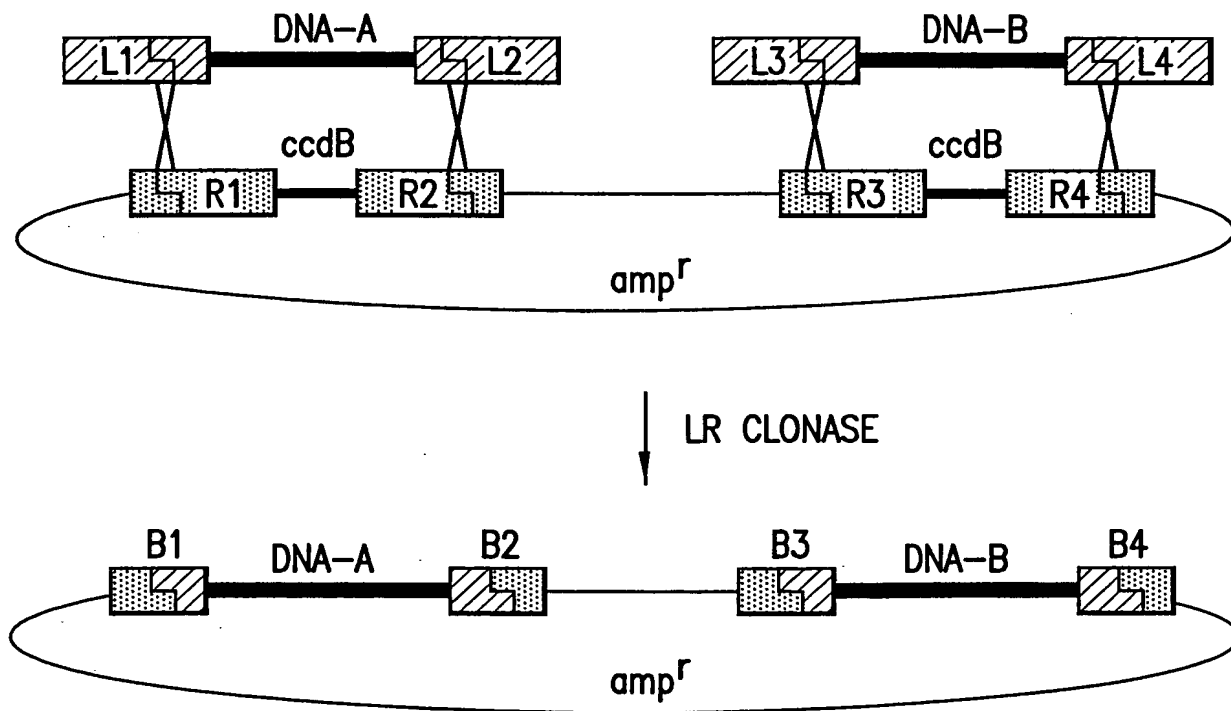 DNA-A DNA-B
L1 L2 L3 L4
ccdB ccdB
R1 R2 R3 R4
amp^r
LR CLONASE
B1 B2 B3 B4
DNA-A DNA-B
amp^r